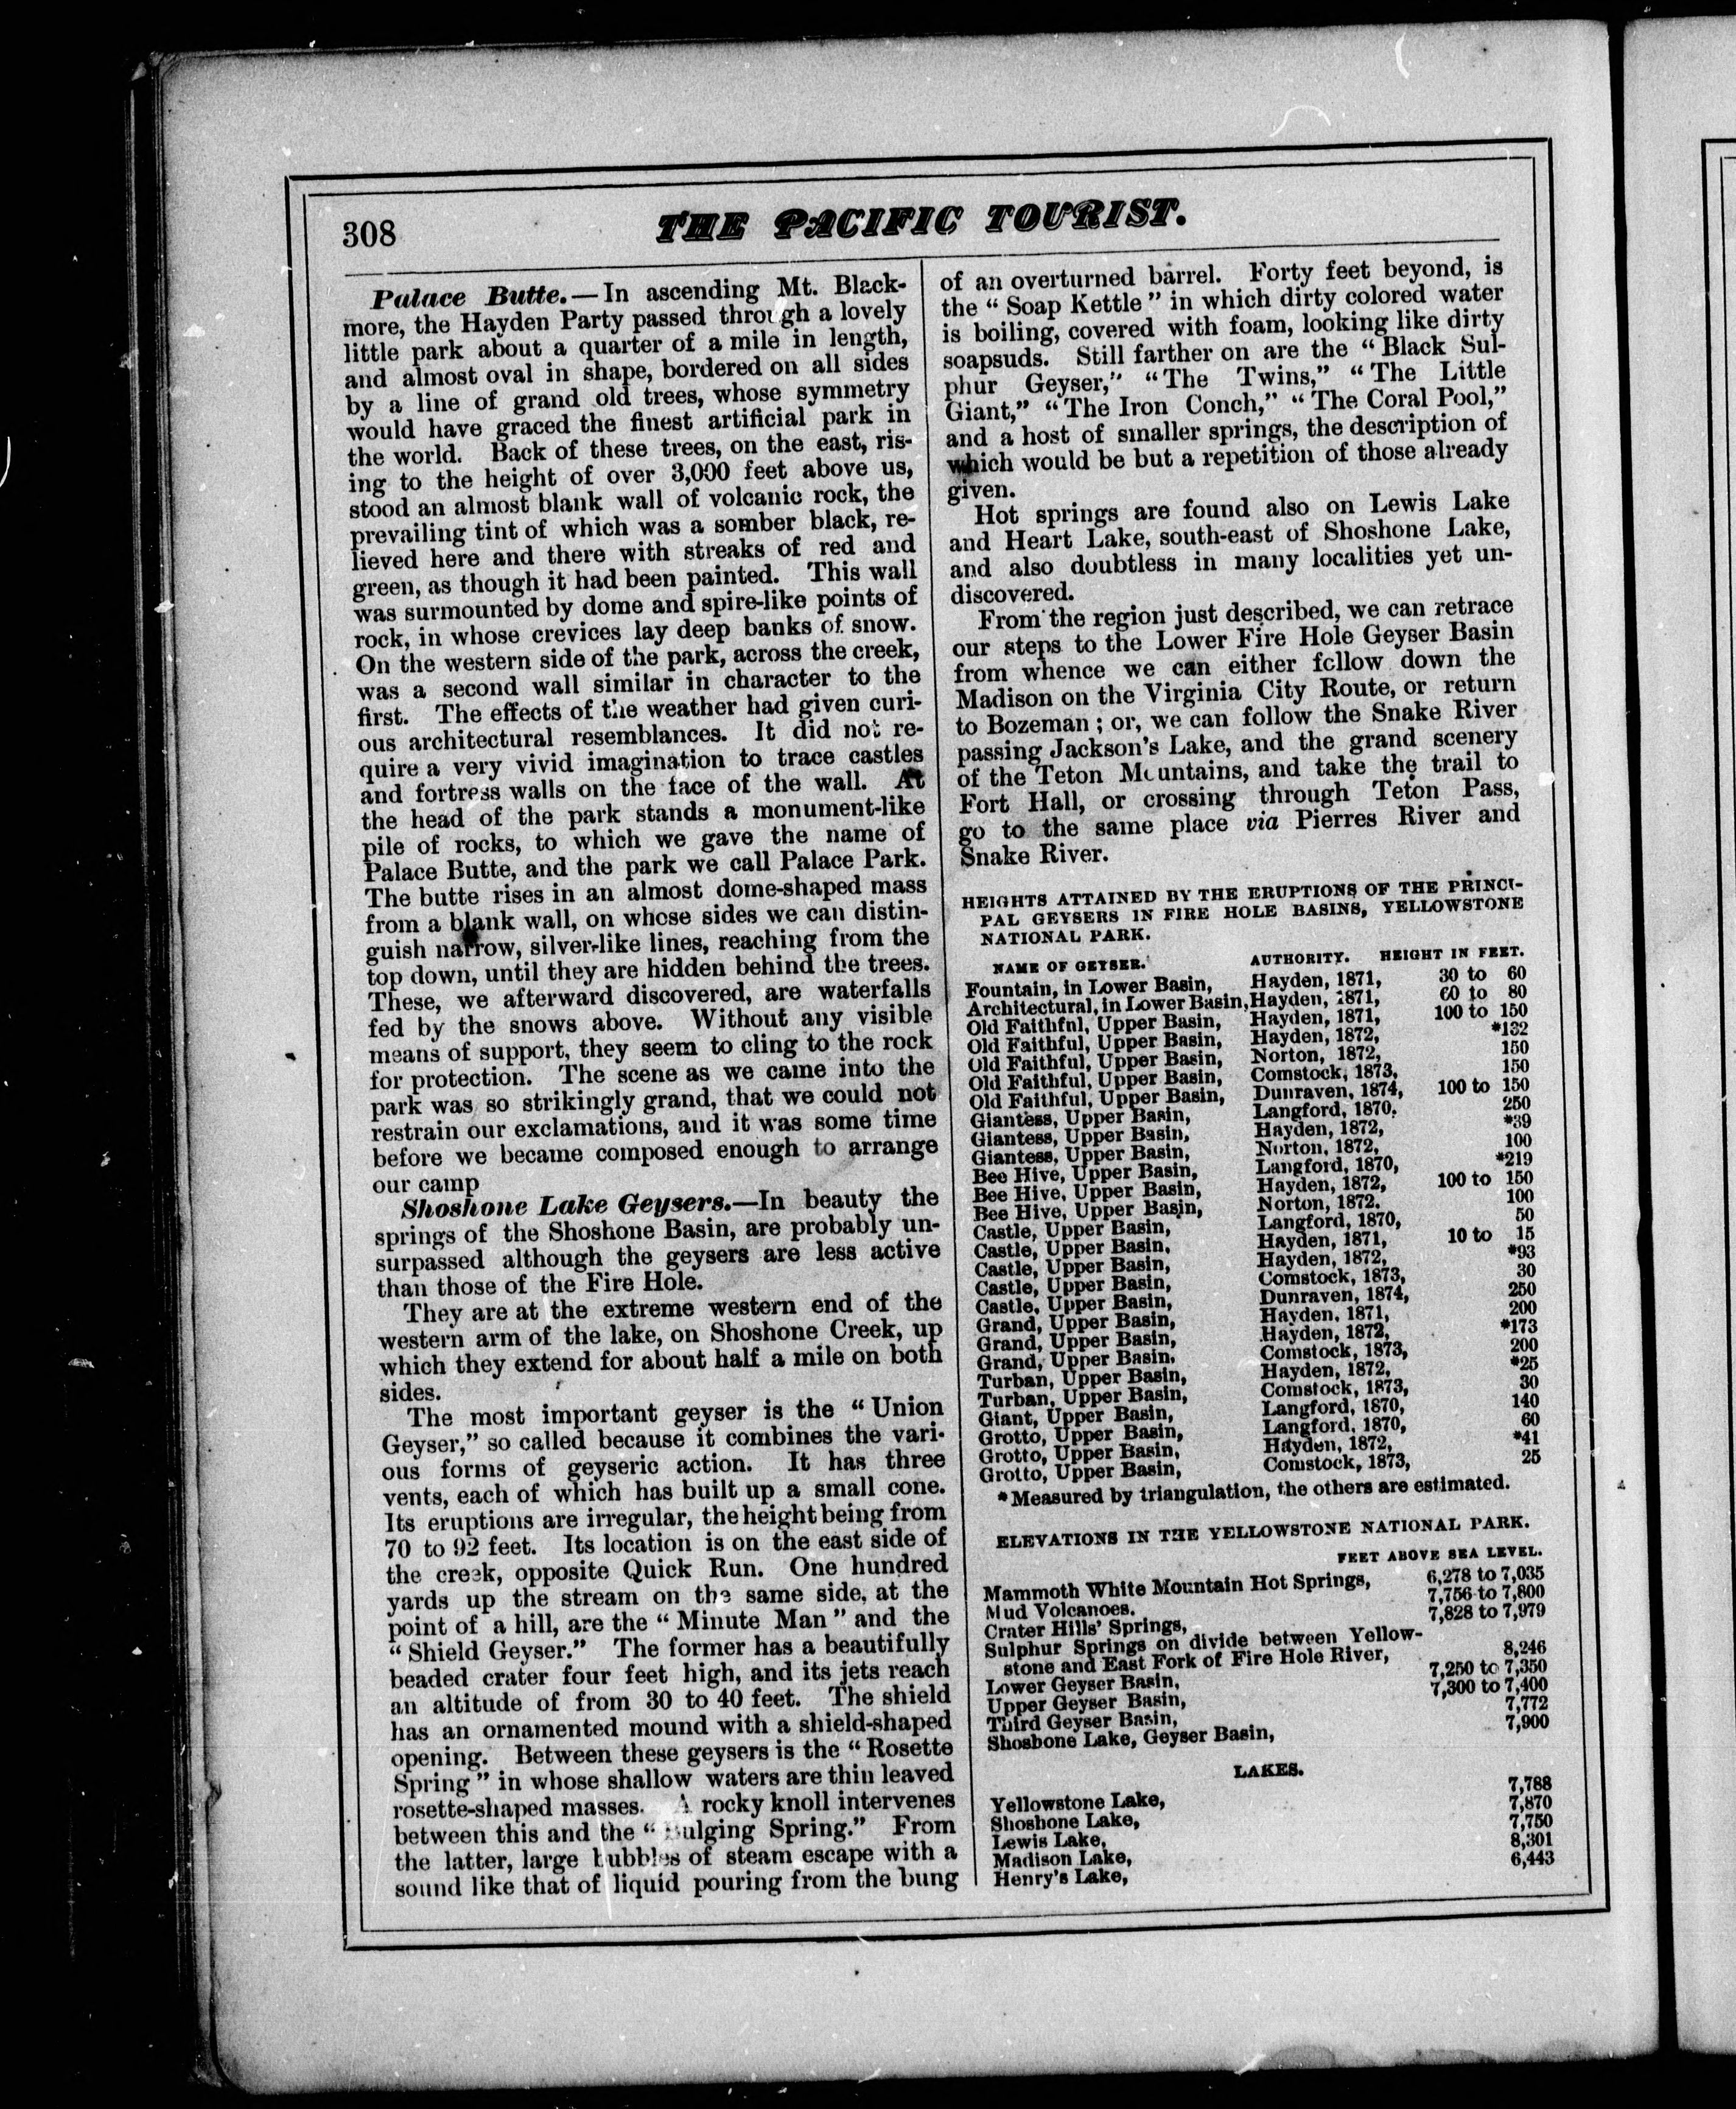 308
THE PACIFIC TOURIST.
Palace Butte.—In ascending Mt. Black-
more, the Hayden Party passed through a lovely
little park about a quarter of a mile in length,
and almost oval in shape, bordered on all sides
by a line of grand old trees, whose symmetry
would have graced the finest artificial park in
the world. Back of these trees, on the east, ris-
ing to the height of over 3,000 feet above us,
stood an almost blank wall of volcanic rock, the
prevailing tint of which was a somber black, re-
lieved here and there with streaks of red and
green, as though it had been painted. This wall
was surmounted by dome and spire-like points of
rock, in whose crevices lay deep banks of snow.
On the western side of the park, across the creek,
was a second wall similar in character to the
first. The effects of the weather had given curi-
ous architectural resemblances. It did not re-
quire a very vivid imagination to trace castles
and fortress walls on the face of the wall. At
the head of the park stands a monument-like
pile of rocks, to which we gave the name of
Palace Butte, and the park we call Palace Park.
The butte rises in an almost dome-shaped mass
from a blank wall, on whose sides we can distin-
guish narrow, silver-like lines, reaching from the
top down, until they are hidden behind the trees.
These, we afterward discovered, are waterfalls
fed by the snows above. Without any visible
means of support, they seem to cling to the rock
for protection. The scene as we came into the
park was so strikingly grand, that we could not
restrain our exclamations, and it was some time
before we became composed enough to arrange
our camp
Shoshone Lake Geysers.—In beauty the
springs of the Shoshone Basin, are probably un-
surpassed although the geysers are less active
than those of the Fire Hole.
They are at the extreme western end of the
western arm of the lake, on Shoshone Creek, up
which they extend for about half a mile on both
sides.
The most important geyser is the "Union
Geyser," so called because it combines the vari-
ous forms of geyseric action. It has three
vents, each of which has built up a small cone.
Its eruptions are irregular, the height being from
70 to 92 feet. Its location is on the east side of
the creek, opposite Quick Run. One hundred
yards up the stream on the same side, at the
point of a hill, are the "Minute Man" and the
"Shield Geyser." The former has a beautifully
beaded crater four feet high, and its jets reach
an altitude of from 30 to 40 feet. The shield
has an ornamented mound with a shield-shaped
opening. Between these geysers is the "Rosette
Spring" in whose shallow waters are thin leaved
rosette-shaped masses. A rocky knoll intervenes
between this and the "Bulging Spring." From
the latter, large bubbles of steam escape with a
sound like that of liquid pouring from the bung
of an overturned barrel. Forty feet beyond, is
the "Soap Kettle" in which dirty colored water
is boiling, covered with foam, looking like dirty
soapsuds. Still farther on are the "Black Sul-
phur Geyser," "The Twins," "The Little
Giant," "The Iron Conch," "The Coral Pool,"
and a host of smaller springs, the description of
which would be but a repetition of those already
given.
Hot springs are found also on Lewis Lake
and Heart Lake, south-east of Shoshone Lake,
and also doubtless in many localities yet un-
discovered.
From the region just described, we can retrace
our steps to the Lower Fire Hole Geyser Basin
from whence we can either follow down the
Madison on the Virginia City Route, or return
to Bozeman; or, we can follow the Snake River
passing Jackson's Lake, and the grand scenery
of the Teton Mountains, and take the trail to
Fort Hall, or crossing through Teton Pass,
go to the same place via Pierres River and
Snake River.
HEIGHTS ATTAINED BY THE ERUPTIONS OF THE PRINCI-
PAL GEYSERS IN FIRE HOLE BASINS, YELLOWSTONE
NATIONAL PARK.
NAME OF GEYSER. AUTHORITY. HEIGHT IN FEET.
Fountain, in Lower Basin, Hayden, 1871, 30 to 60
Architectural, in Lower Basin, Hayden, 1871, 60 to 80
Old Faithful, Upper Basin, Hayden, 1871, 100 to 150
Old Faithful, Upper Basin, Hayden, 1872, *132
Old Faithful, Upper Basin, Norton, 1872, 150
Old Faithful, Upper Basin, Comstock, 1873, 150
Old Faithful, Upper Basin, Dunraven, 1874, 100 to 150
Giantess, Upper Basin, Langford, 1870, 250
Giantess, Upper Basin, Hayden, 1872, *39
Giantess, Upper Basin, Norton, 1872, 100
Bee Hive, Upper Basin, Langford, 1870, *219
Bee Hive, Upper Basin, Hayden, 1872, 100 to 150
Bee Hive, Upper Basin, Norton, 1872. 100
Castle, Upper Basin, Langford, 1870, 50
Castle, Upper Basin, Hayden, 1871, 10 to 15
Castle, Upper Basin, Hayden, 1872, *93
Castle, Upper Basin, Comstock, 1873, 30
Castle, Upper Basin, Dunraven, 1874, 250
Grand, Upper Basin, Hayden, 1871, 200
Grand, Upper Basin, Hayden, 1872, *173
Grand, Upper Basin, Comstock, 1873, 200
Turban, Upper Basin, Hayden, 1872, *25
Turban, Upper Basin, Comstock, 1873, 30
Giant, Upper Basin, Langford, 1870, 140
Grotto, Upper Basin, Langford, 1870, 60
Grotto, Upper Basin, Hayden, 1872, *41
Grotto, Upper Basin, Comstock, 1873, 25
*Measured by triangulation, the others are estimated.
ELEVATIONS IN THE YELLOWSTONE NATIONAL PARK.
FEET ABOVE SEA LEVEL.
Mammoth White Mountain Hot Springs, 6,278 to 7,035
Mud Volcanoes. 7,756 to 7,800
Crater Hills' Springs, 7,828 to 7,979
Sulphur Springs on divide between Yellow-
stone and East Fork of Fire Hole River, 8,246
Lower Geyser Basin, 7,250 to 7,350
Upper Geyser Basin, 7,300 to 7,400
Third Geyser Basin, 7,772
Shoshone Lake, Geyser Basin, 7,900
LAKES.
Yellowstone Lake, 7,788
Shoshone Lake, 7,870
Lewis Lake, 7,750
Madison Lake, 8,301
Henry's Lake, 6,443